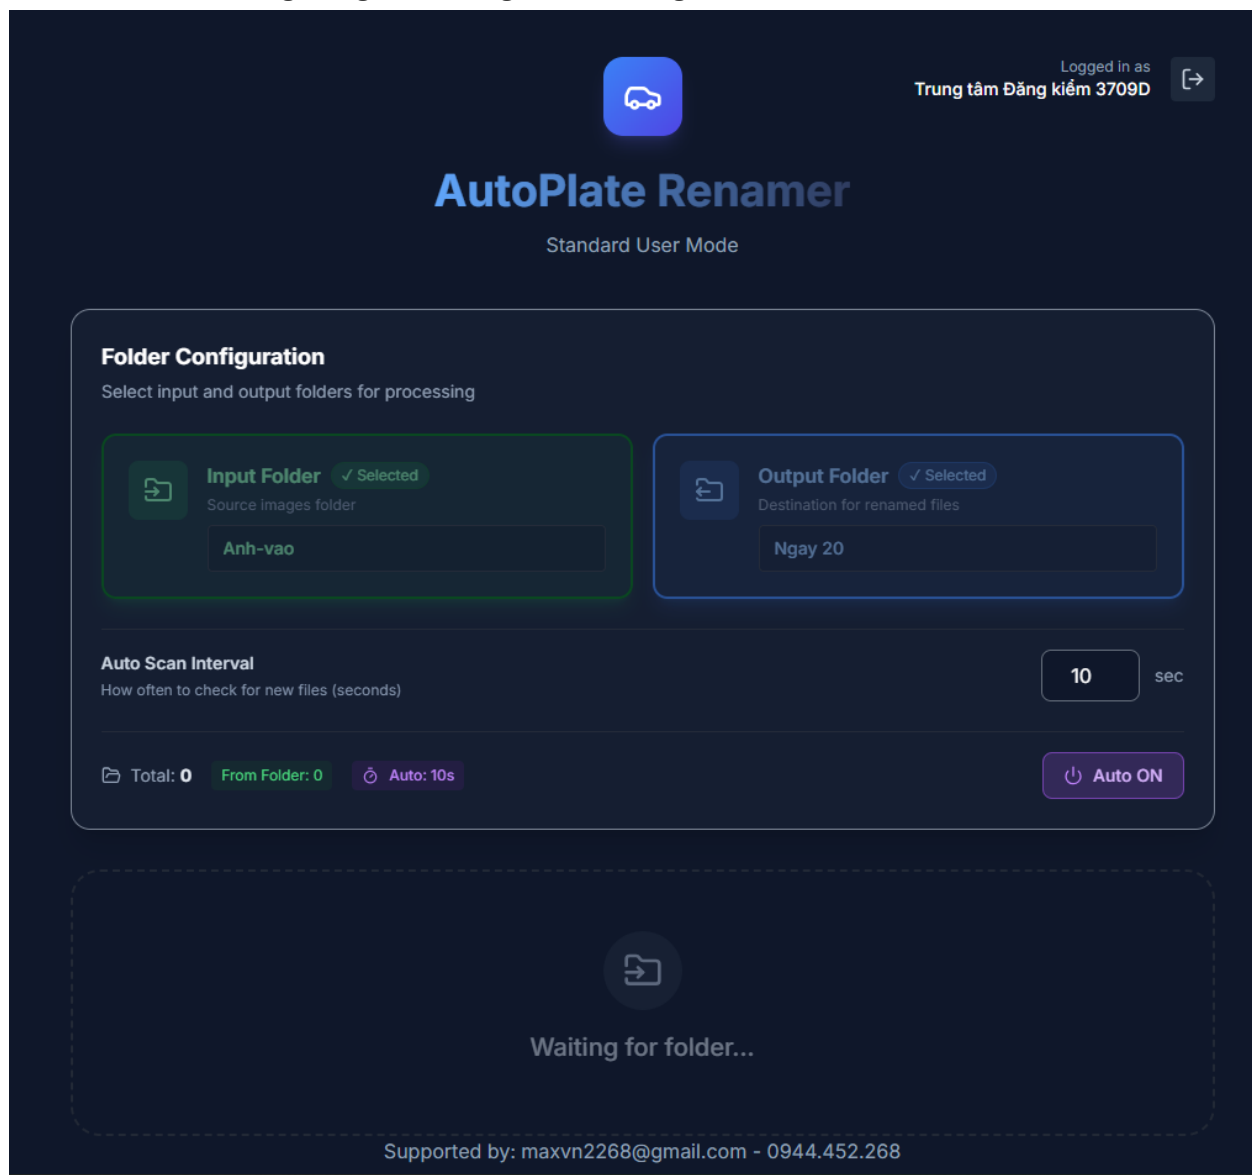 Logged in as
Trung tâm Đăng kiểm 3709D
AutoPlate Renamer
Standard User Mode
Folder Configuration
Select input and output folders for processing
Input Folder ✓ Selected
Source images folder
Anh-vao
Output Folder ✓ Selected
Destination for renamed files
Ngay 20
Auto Scan Interval
How often to check for new files (seconds)
10 sec
Total: 0 From Folder: 0 Auto: 10s Auto ON
Waiting for folder...
Supported by: maxvn2268@gmail.com - 0944.452.268